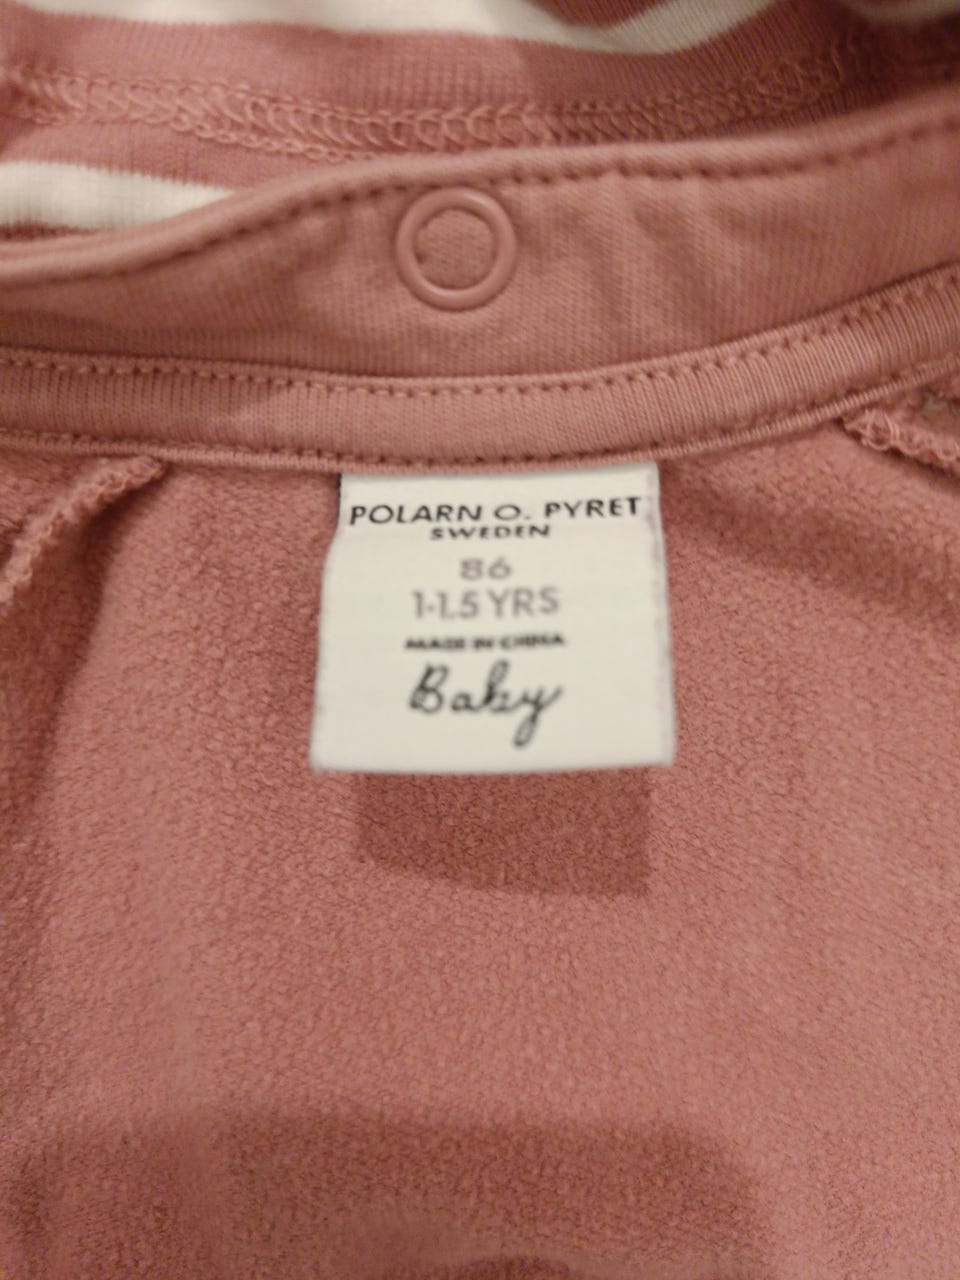 POLARN O. PYRET
SWEDEN
86
1-1.5 YRS
MADE IN CHINA
Baby